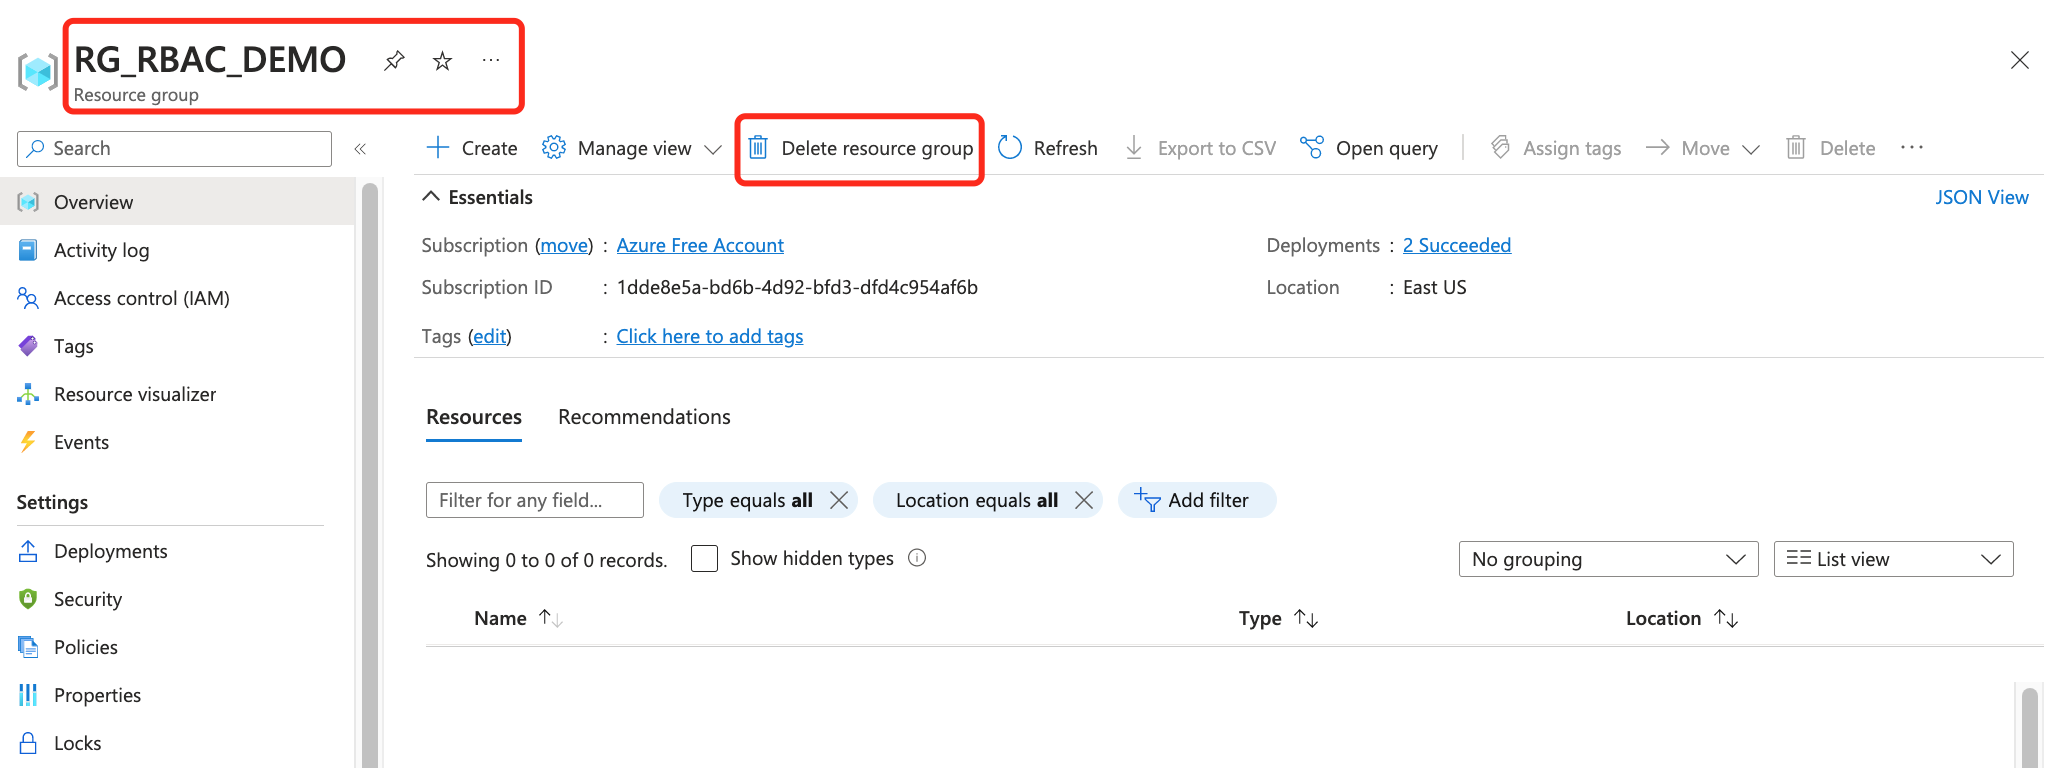 RG_RBAC_DEMO
Resource group
Search
Create
Manage view
Delete resource group
Refresh
Export to CSV
Open query
Assign tags
Move
Delete
Overview
Activity log
Access control (IAM)
Tags
Resource visualizer
Events
Settings
Deployments
Security
Policies
Properties
Locks
Essentials
JSON View
Subscription (move) : Azure Free Account
Deployments : 2 Succeeded
Subscription ID : 1dde8e5a-bd6b-4d92-bfd3-dfd4c954af6b
Location : East US
Tags (edit) : Click here to add tags
Resources
Recommendations
Filter for any field...
Type equals all
Location equals all
Add filter
Showing 0 to 0 of 0 records.
Show hidden types
No grouping
List view
Name
Type
Location